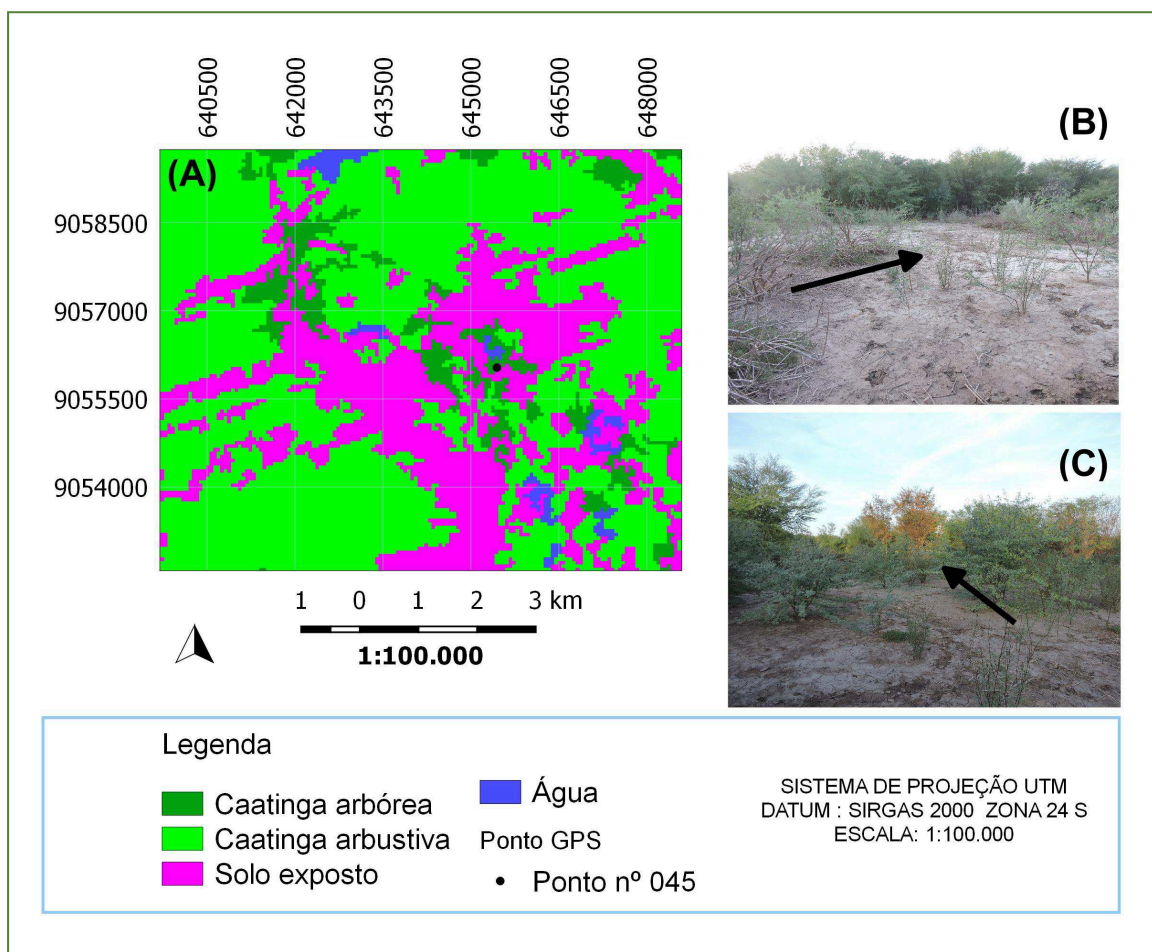 640500
642000
643500
645000
646500
648000
(A)
9058500
9057000
9055500
9054000
(B)
(C)
1 0 1 2 3 km
1:100.000
Legenda
Caatinga arbórea
Caatinga arbustiva
Solo exposto
Água
Ponto GPS
Ponto nº 045
SISTEMA DE PROJEÇÃO UTM
DATUM : SIRGAS 2000 ZONA 24 S
ESCALA: 1:100.000